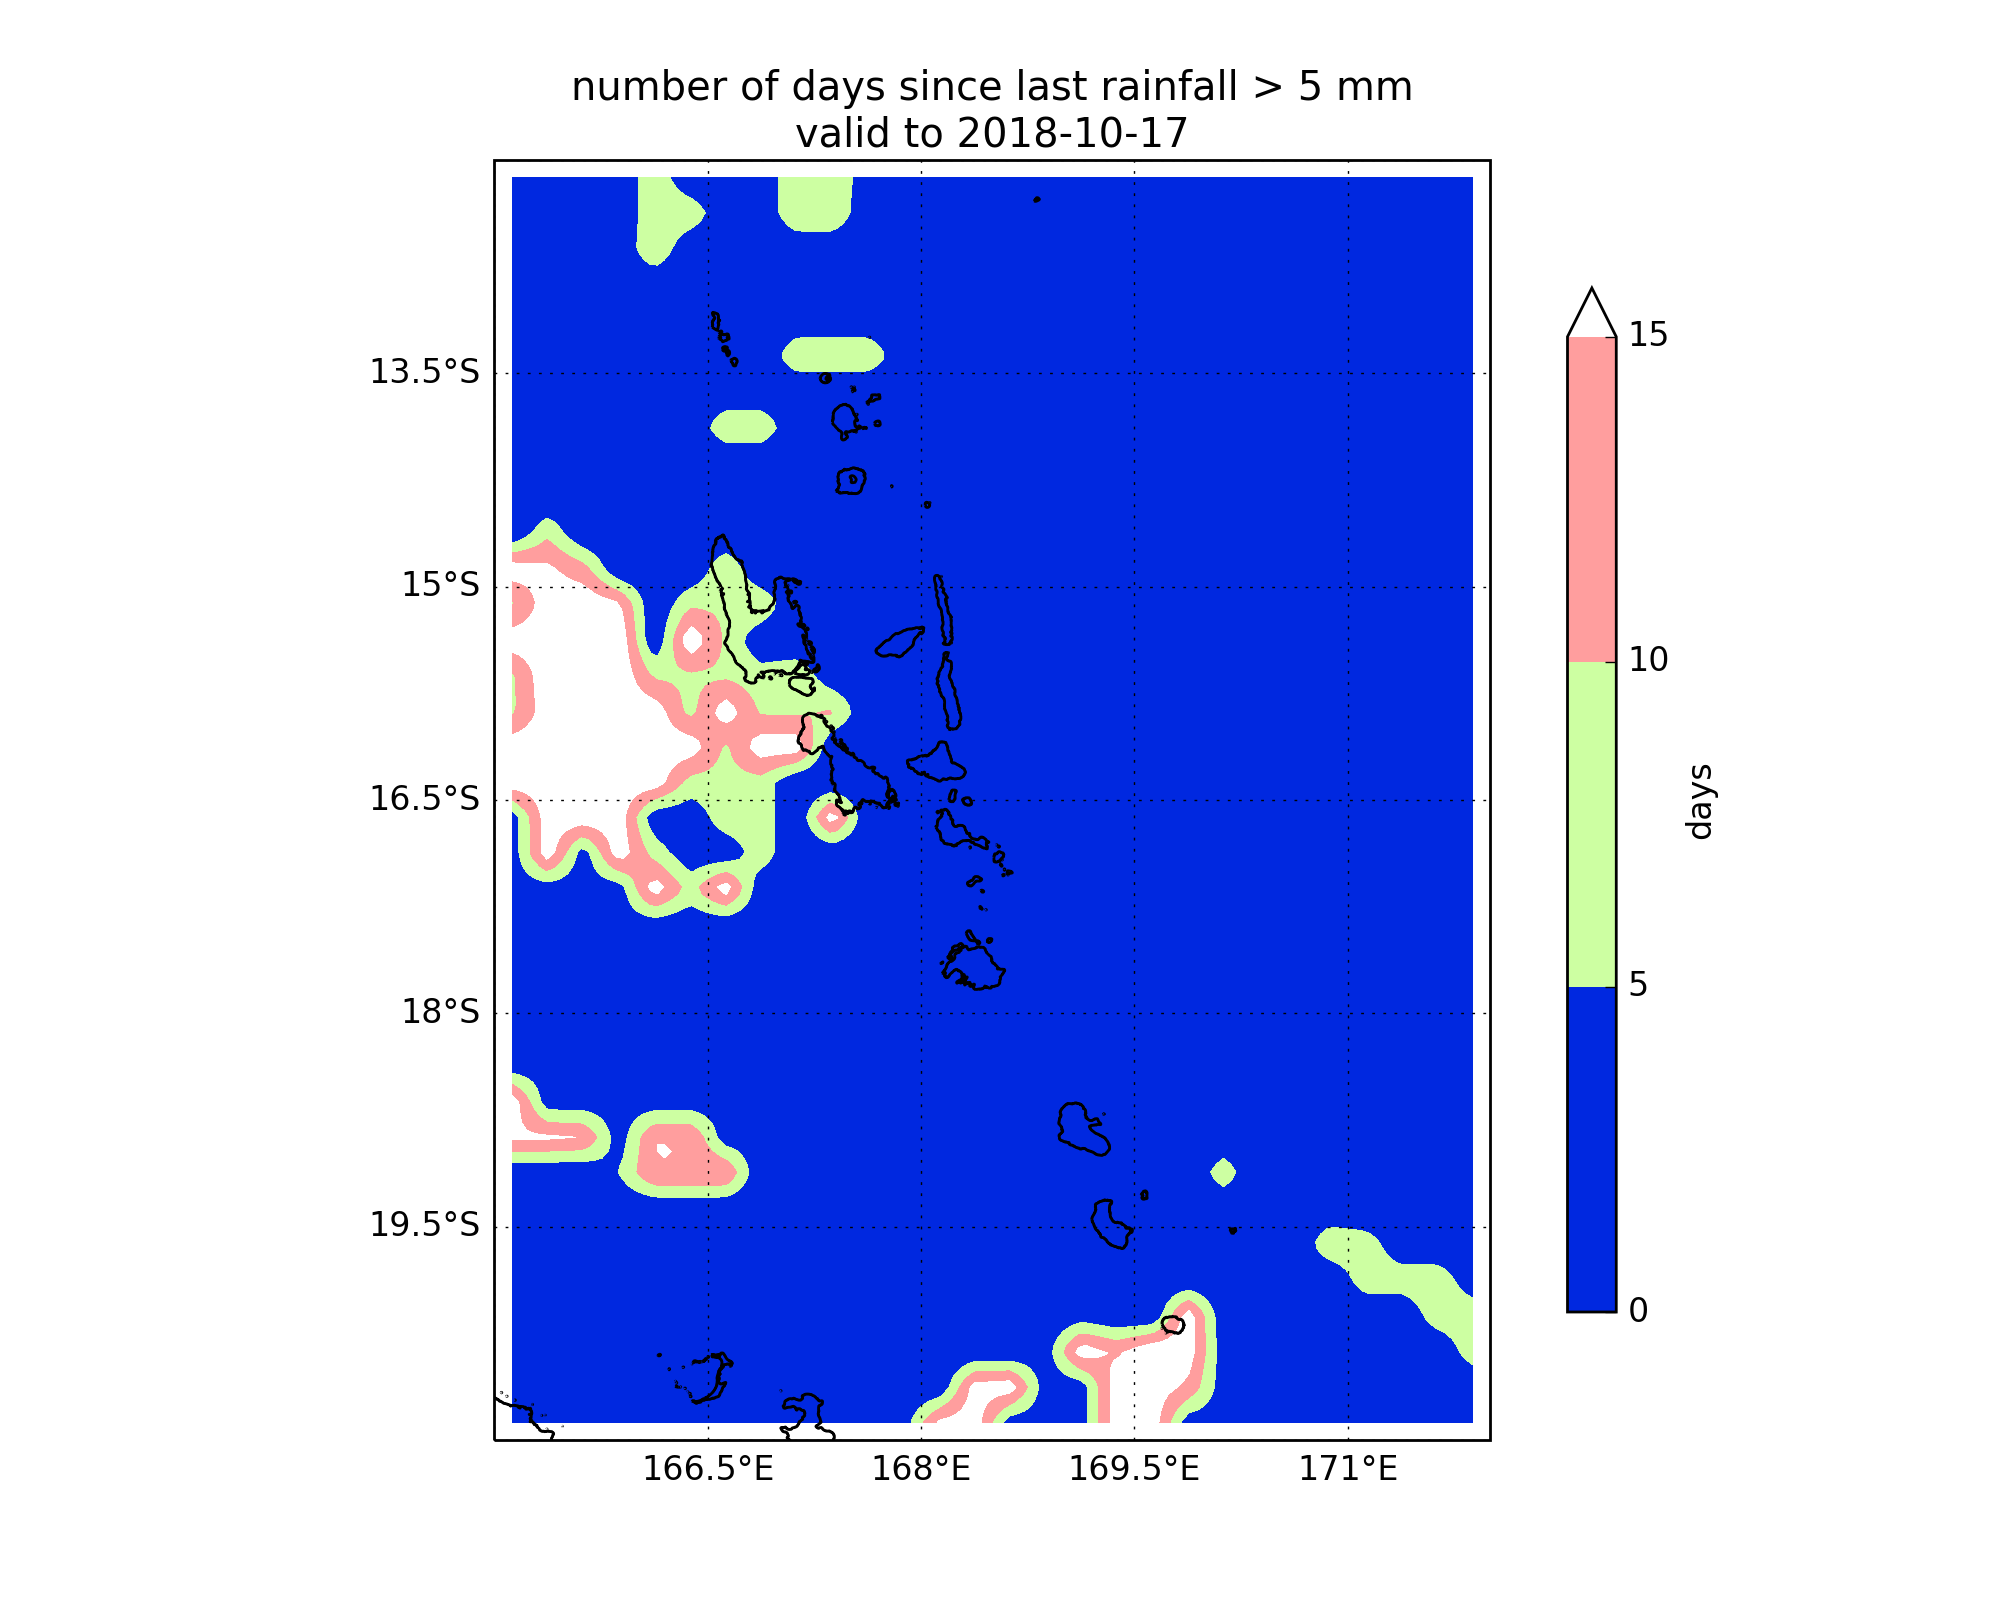 number of days since last rainfall > 5 mm
valid to 2018-10-17
13.5°S
15°S
16.5°S
18°S
19.5°S
166.5°E 168°E 169.5°E 171°E
15
10
5
0
days